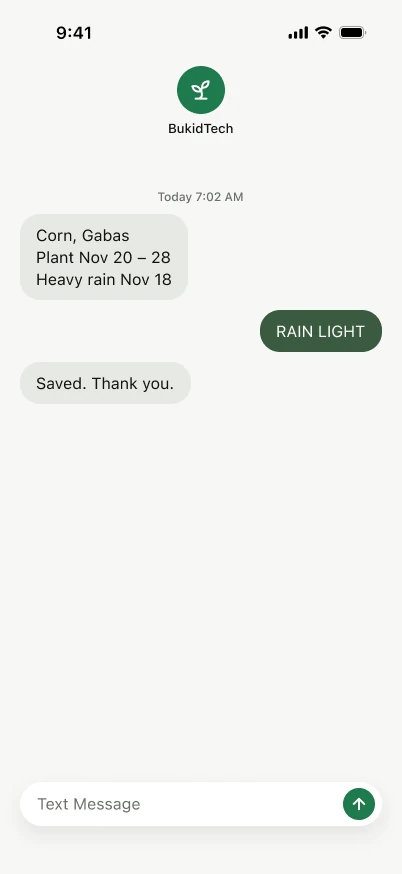 9:41
BukidTech
Today 7:02 AM
Corn, Gabas
Plant Nov 20 – 28
Heavy rain Nov 18
RAIN LIGHT
Saved. Thank you.
Text Message